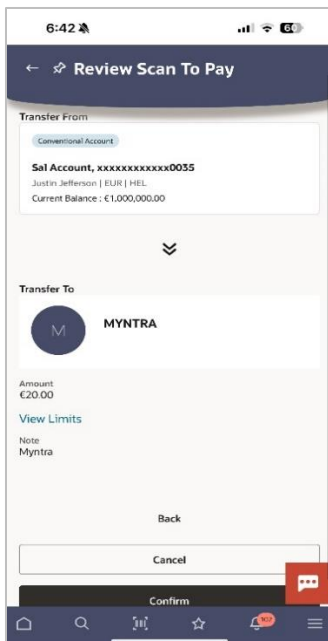 6:42
60
Review Scan To Pay
Transfer From
Conventional Account
Sal Account, xxxxxxxxxxxx0035
Justin Jefferson | EUR | HEL
Current Balance : €1,000,000.00
Transfer To
M
MYNTRA
Amount
€20.00
View Limits
Note
Myntra
Back
Cancel
Confirm